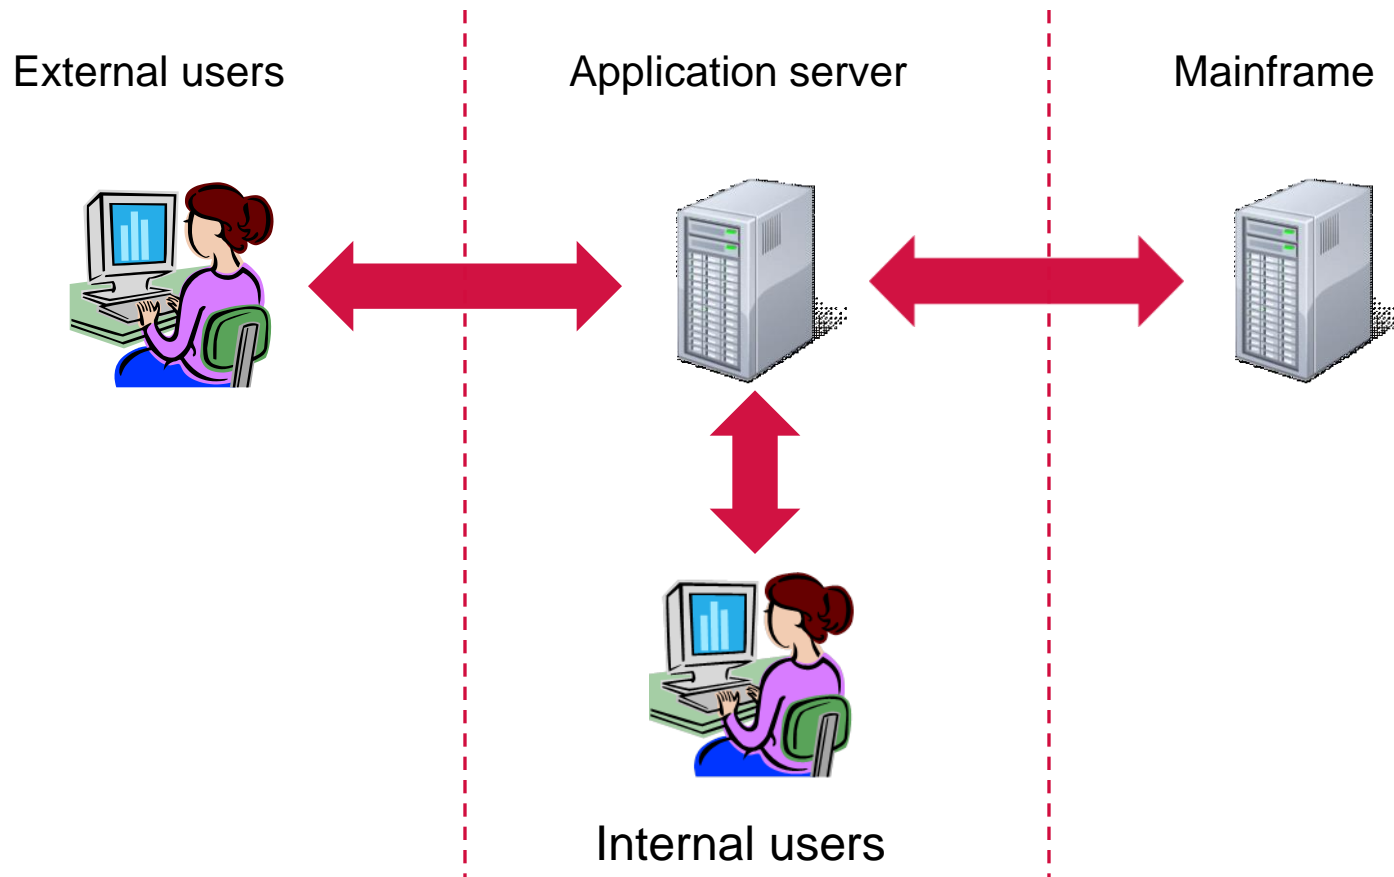 External users
Application server
Mainframe
Internal users